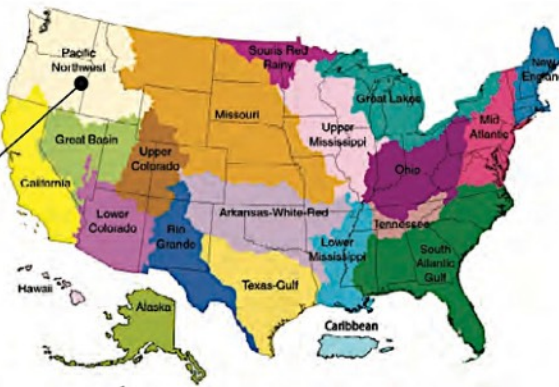 Pacific
Northwest
Souris Red
Rainy
New
England
Great Lakes
Missouri
Upper
Mississippi
Mid
Atlantic
Great Basin
Upper
Colorado
Ohio
California
Lower
Colorado
Rio
Grande
Arkansas-White-Red
Tennessee
Lower
Mississippi
South
Atlantic
Gulf
Texas-Gulf
Hawaii
Alaska
Caribbean